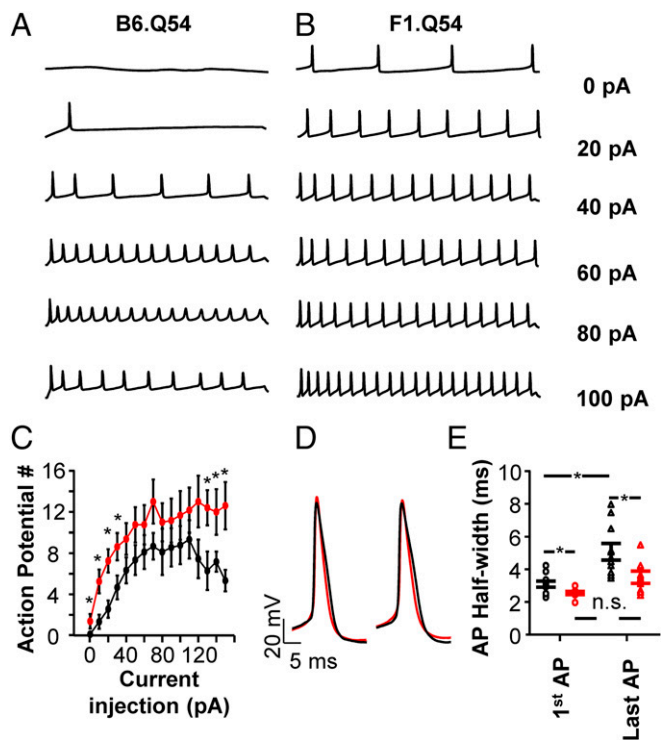 A B6.Q54 B F1.Q54
0 pA
20 pA
40 pA
60 pA
80 pA
100 pA
C D E
Action Potential #
16
12
8
4
0
* * * * * * *
0 40 80 120
Current
injection (pA)
20 mV
5 ms
AP Half-width (ms)
10
8
6
4
2
0
*
*
*
n.s.
1st AP
Last AP